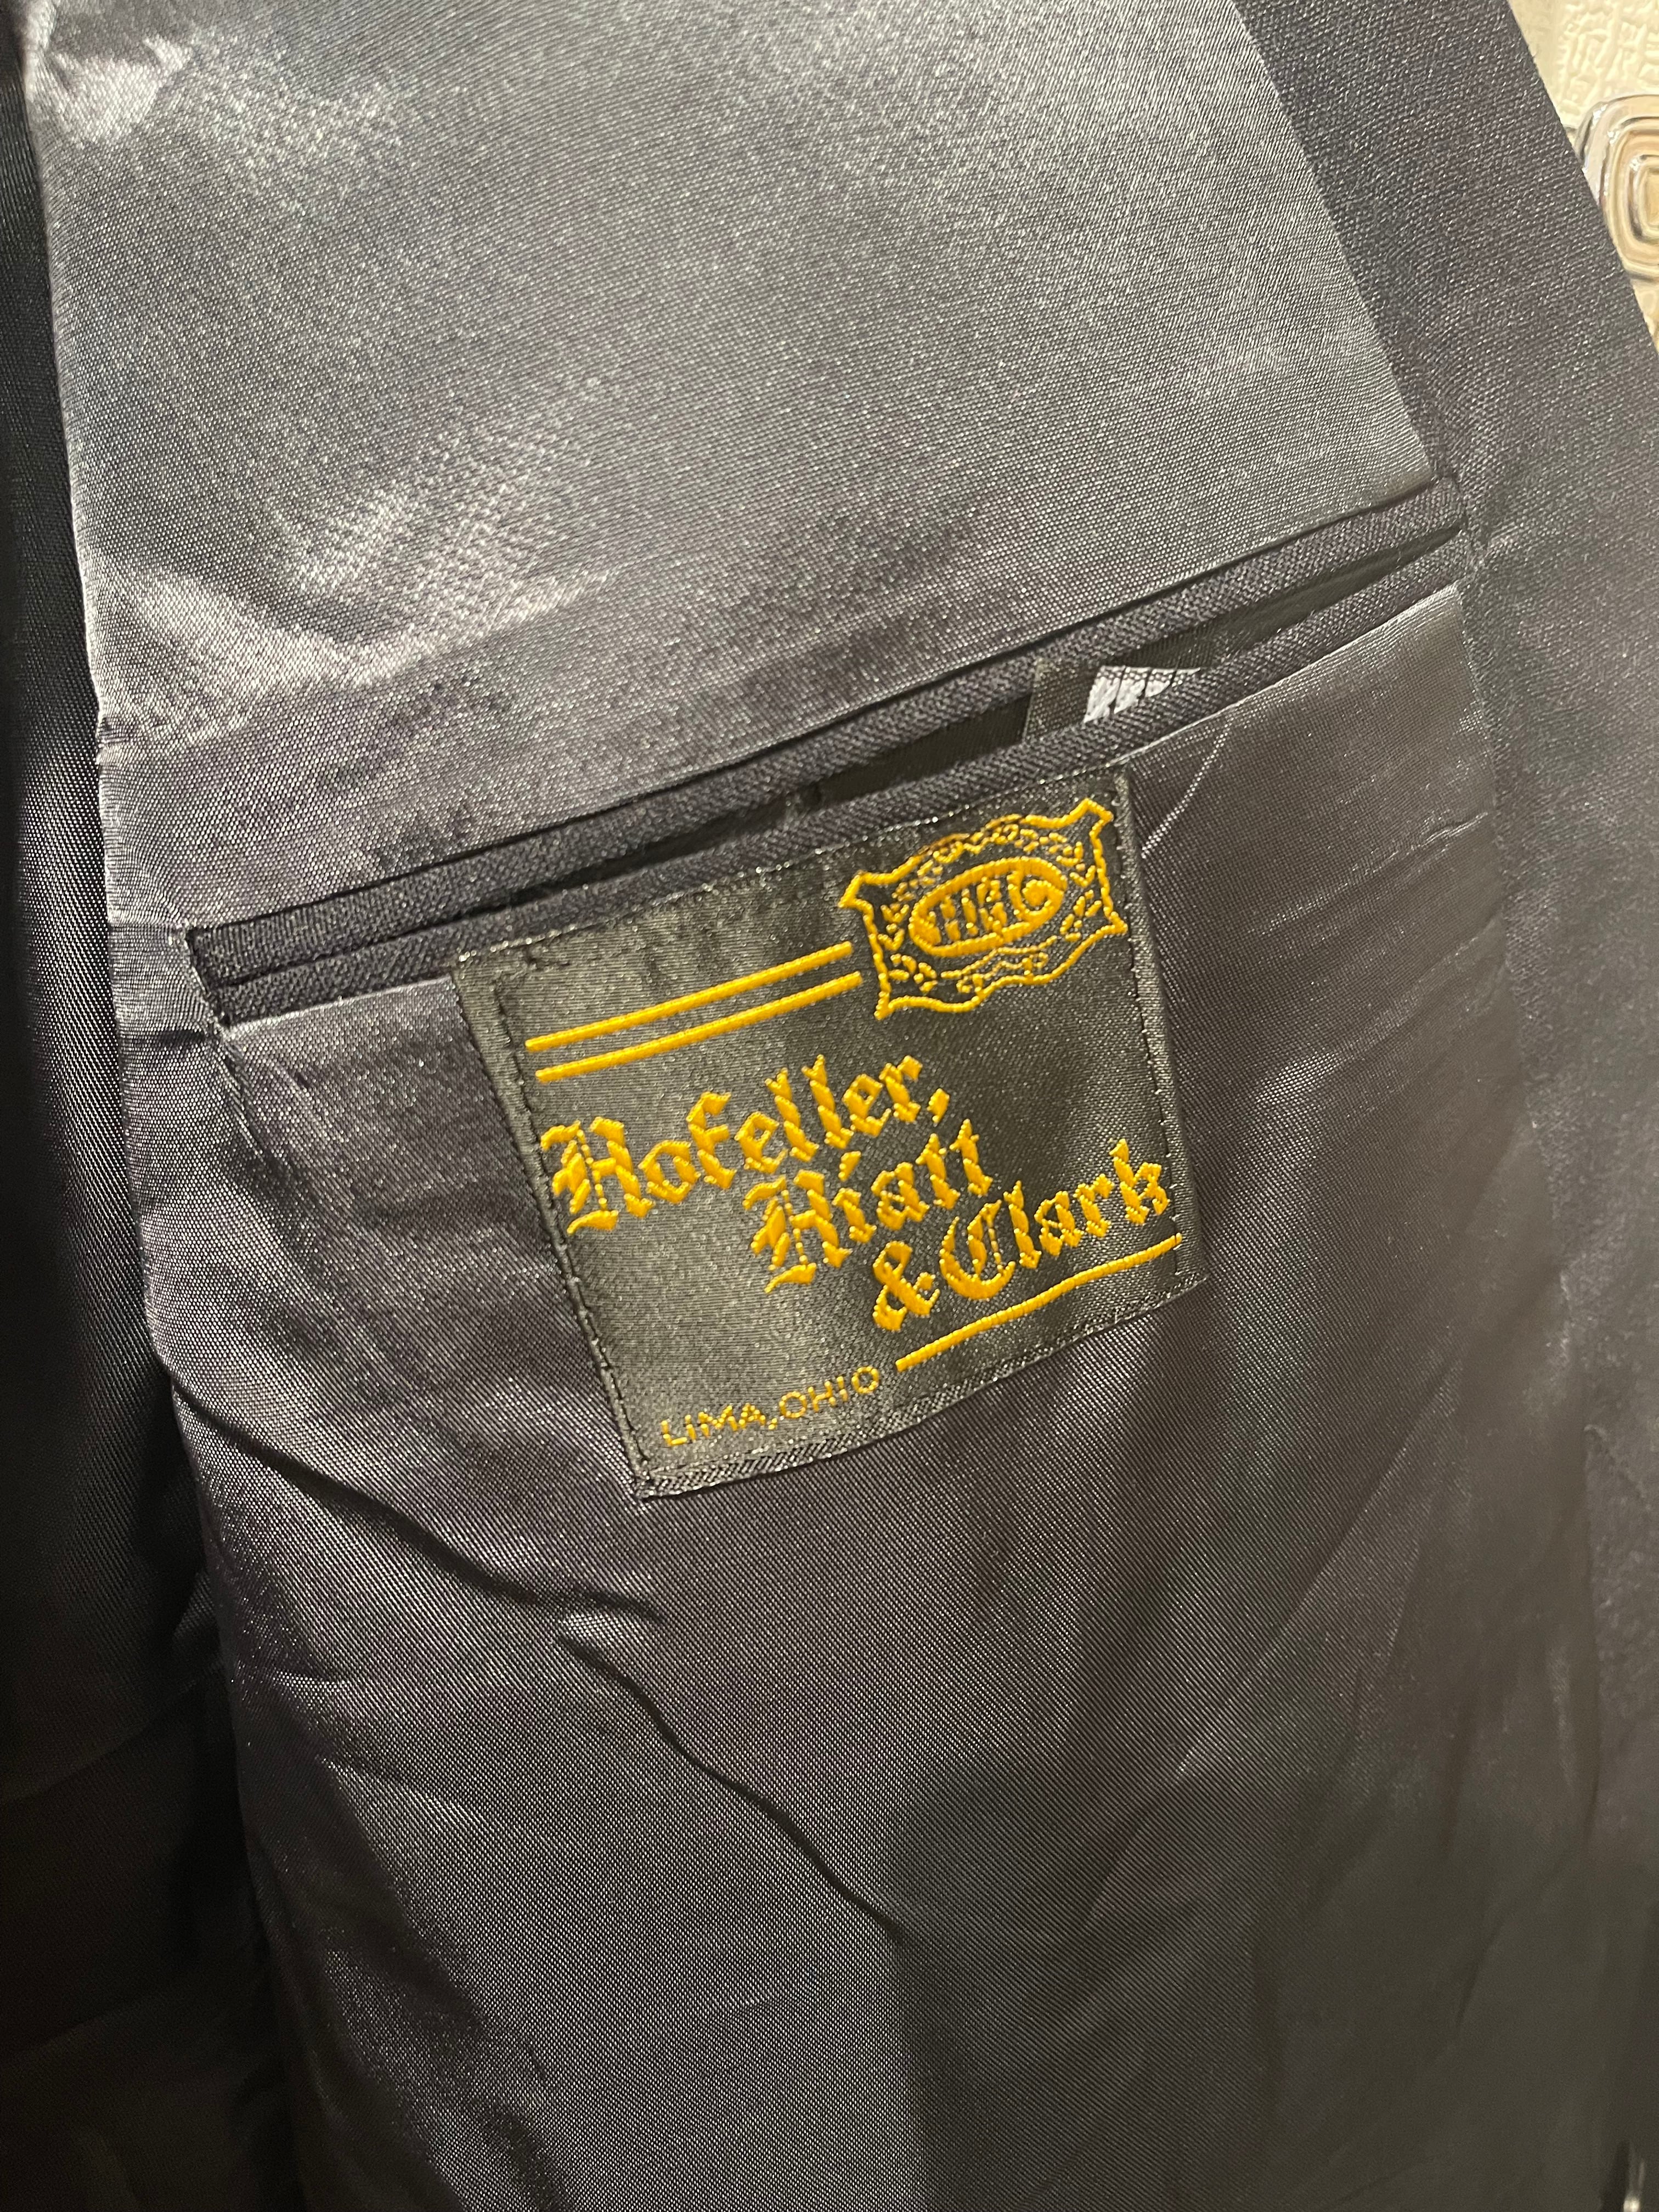 HHC
Hofeller,
Hiatt
& Clark
LIMA, OHIO